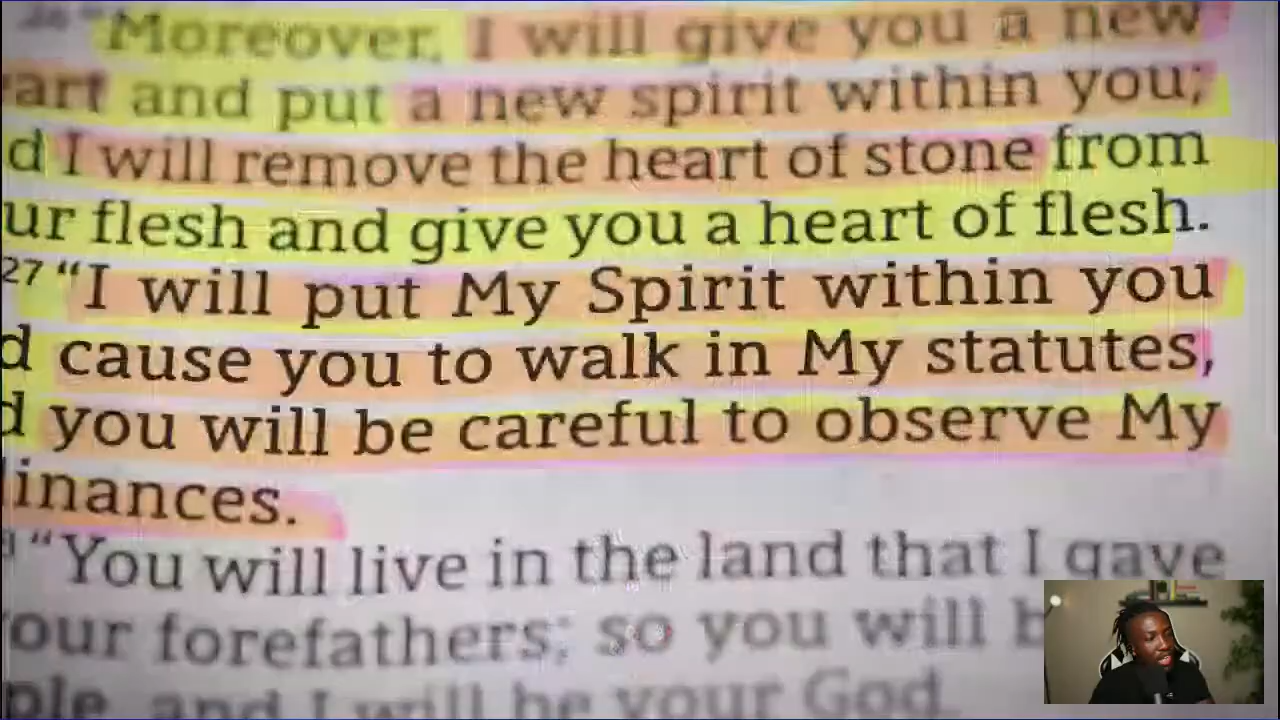 26 "Moreover, I will give you a new
art and put a new spirit within you;
d I will remove the heart of stone from
ur flesh and give you a heart of flesh.
27 "I will put My Spirit within you
d cause you to walk in My statutes,
d you will be careful to observe My
inances.
"You will live in the land that I gave
our forefathers; so you will b
ple, and I will be your God.